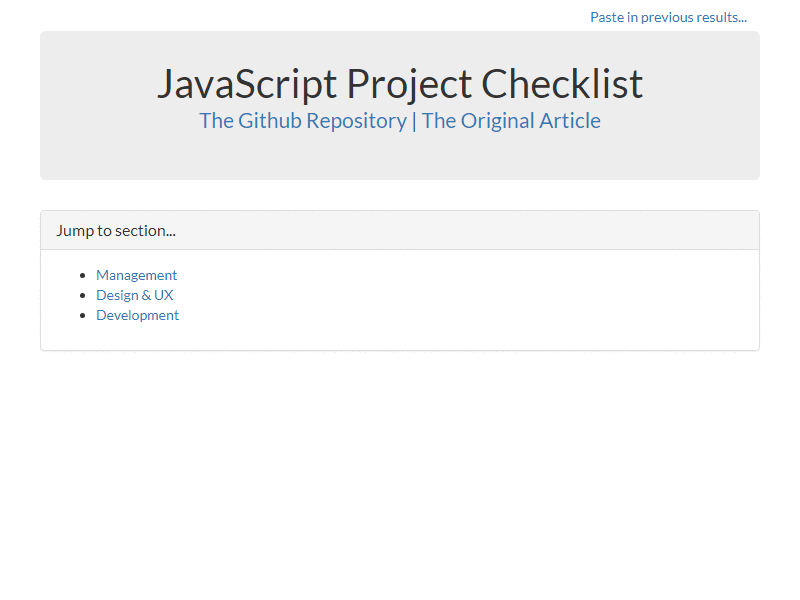 Paste in previous results...
JavaScript Project Checklist
The Github Repository | The Original Article
Jump to section...
Management
Design & UX
Development